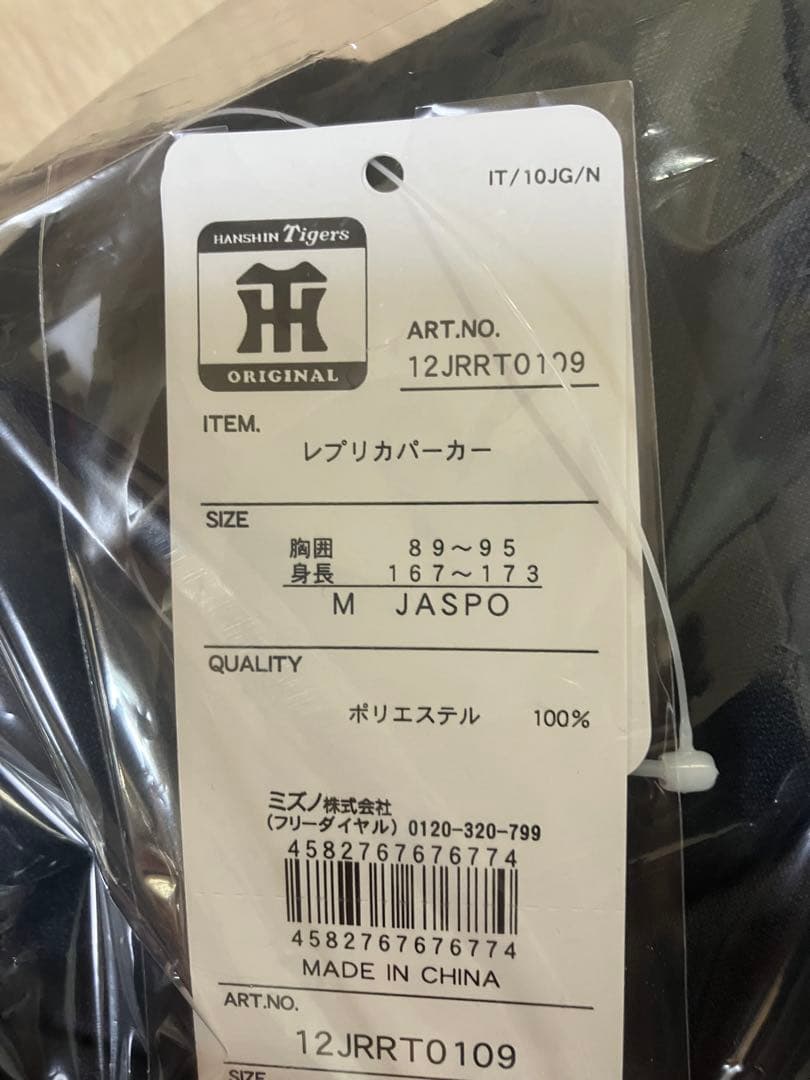 IT/10JG/N
HANSHIN Tigers
TH
ORIGINAL
ART.NO.
12JRRT0109
ITEM.
レプリカパーカー
SIZE
胸囲 89～95
身長 167～173
M JASPO
QUALITY
ポリエステル 100%
ミズノ株式会社
(フリーダイヤル) 0120-320-799
4582767676774
4582767676774
MADE IN CHINA
ART.NO.
12JRRT0109
SIZE